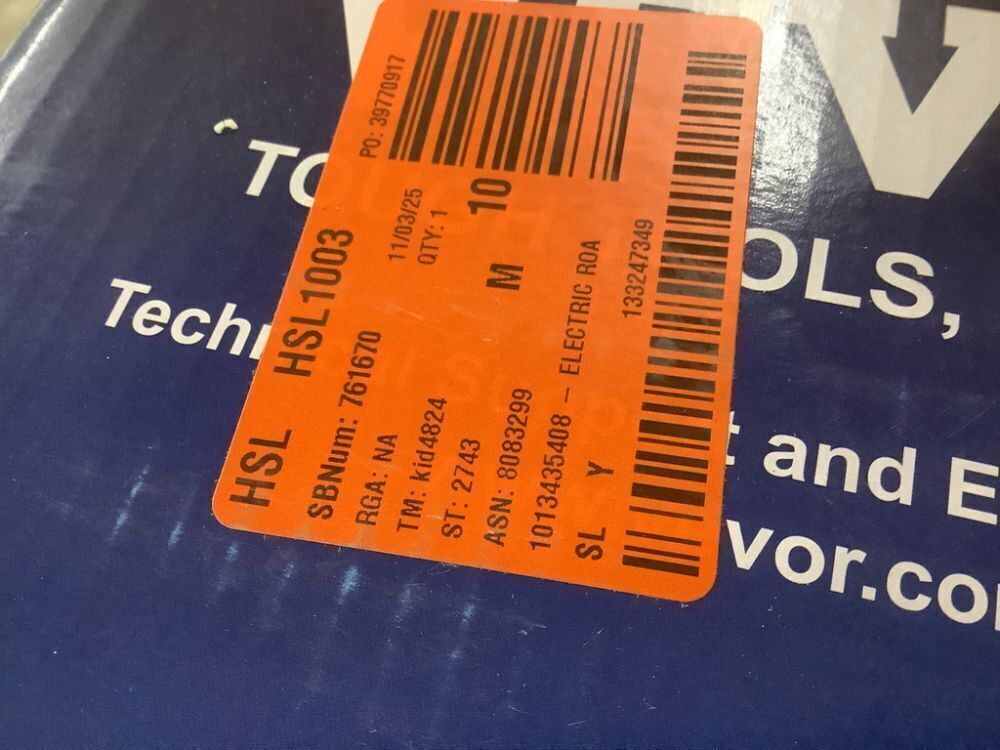 HSL HSL1003
SBNum: 761670
RGA: NA
11/03/25
PO: 39770917
TM: kid4824
QTY: 1
ST: 2743
ASN: 8083299
M 10
1013435408 – ELECTRIC ROA
SL Y
133247349
TO
OLS,
Techn
t and E
vor.co